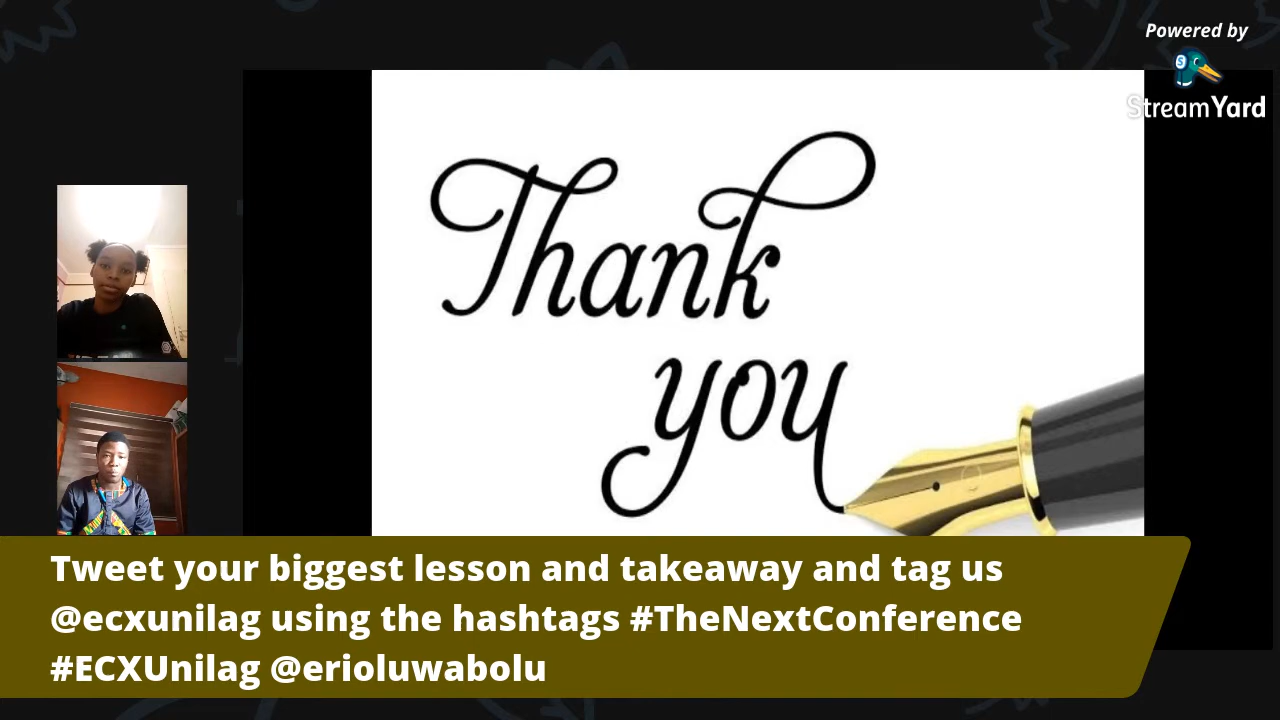 Powered by
StreamYard
Thank
you
Tweet your biggest lesson and takeaway and tag us
@ecxunilag using the hashtags #TheNextConference
#ECXUnilag @erioluwabolu